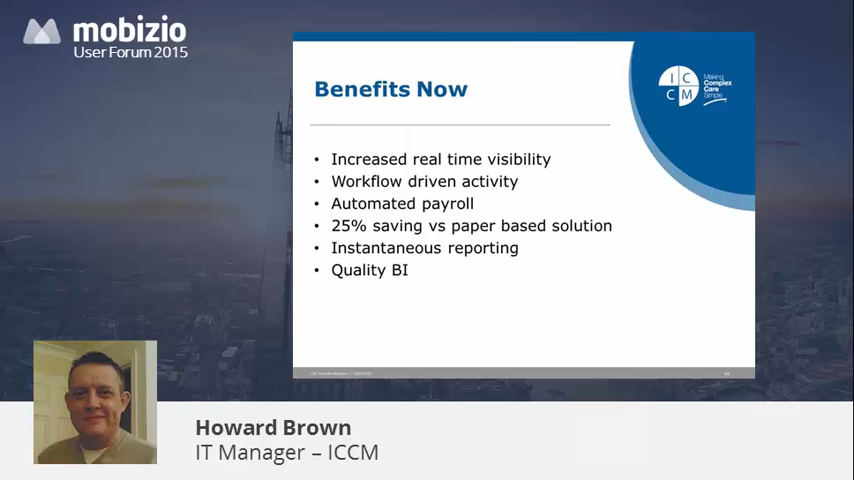 mobizio
User Forum 2015
Benefits Now
I C
C M
Making
Complex
Care
Simple
• Increased real time visibility
• Workflow driven activity
• Automated payroll
• 25% saving vs paper based solution
• Instantaneous reporting
• Quality BI
Howard Brown
IT Manager – ICCM